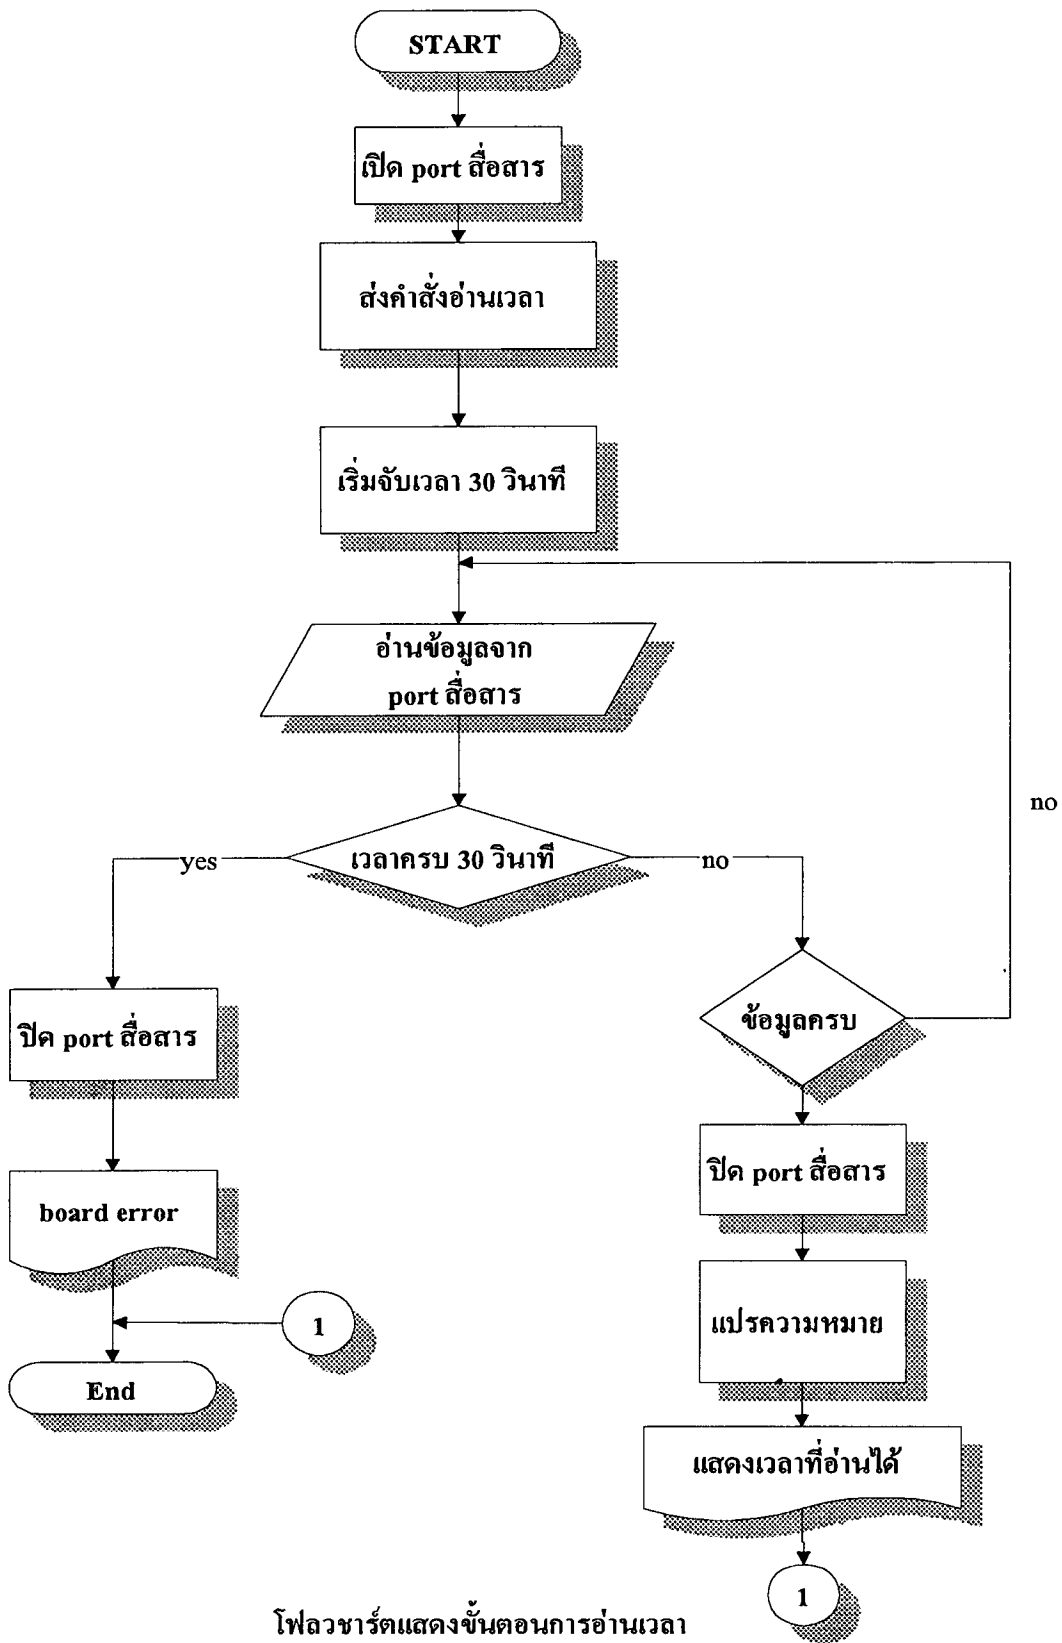 START
เปิด port สื่อสาร
ส่งคำสั่งอ่านเวลา
เริ่มจับเวลา 30 วินาที
อ่านข้อมูลจาก
port สื่อสาร
no
เวลาครบ 30 วินาที
yes
no
ปิด port สื่อสาร
ข้อมูลครบ
board error
ปิด port สื่อสาร
1
แปรความหมาย
End
แสดงเวลาที่อ่านได้
1
โฟลวชาร์ตแสดงขั้นตอนการอ่านเวลา